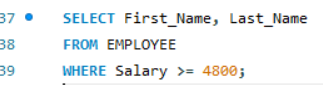 37 SELECT First_Name, Last_Name
38 FROM EMPLOYEE
39 WHERE Salary >= 4800;